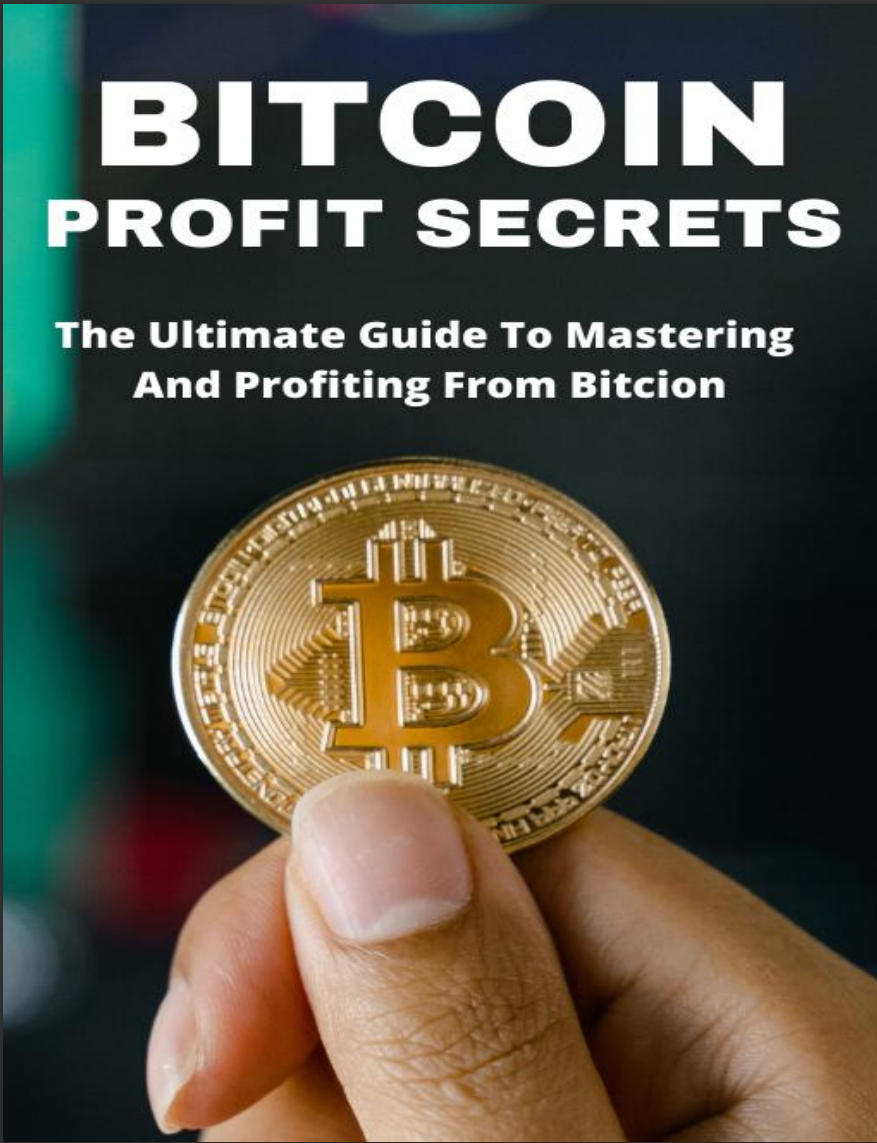 BITCOIN
PROFIT SECRETS
The Ultimate Guide To Mastering
And Profiting From Bitcion